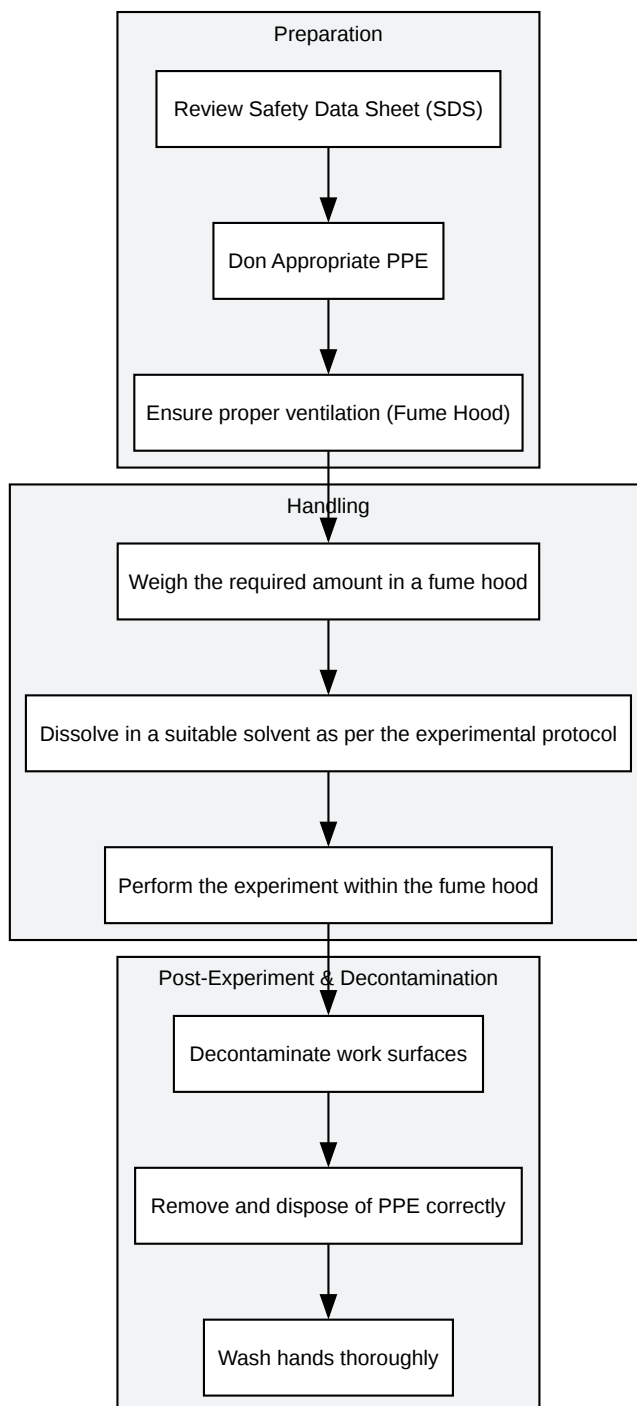 Preparation
Review Safety Data Sheet (SDS)
Don Appropriate PPE
Ensure proper ventilation (Fume Hood)
Handling
Weigh the required amount in a fume hood
Dissolve in a suitable solvent as per the experimental protocol
Perform the experiment within the fume hood
Post-Experiment & Decontamination
Decontaminate work surfaces
Remove and dispose of PPE correctly
Wash hands thoroughly